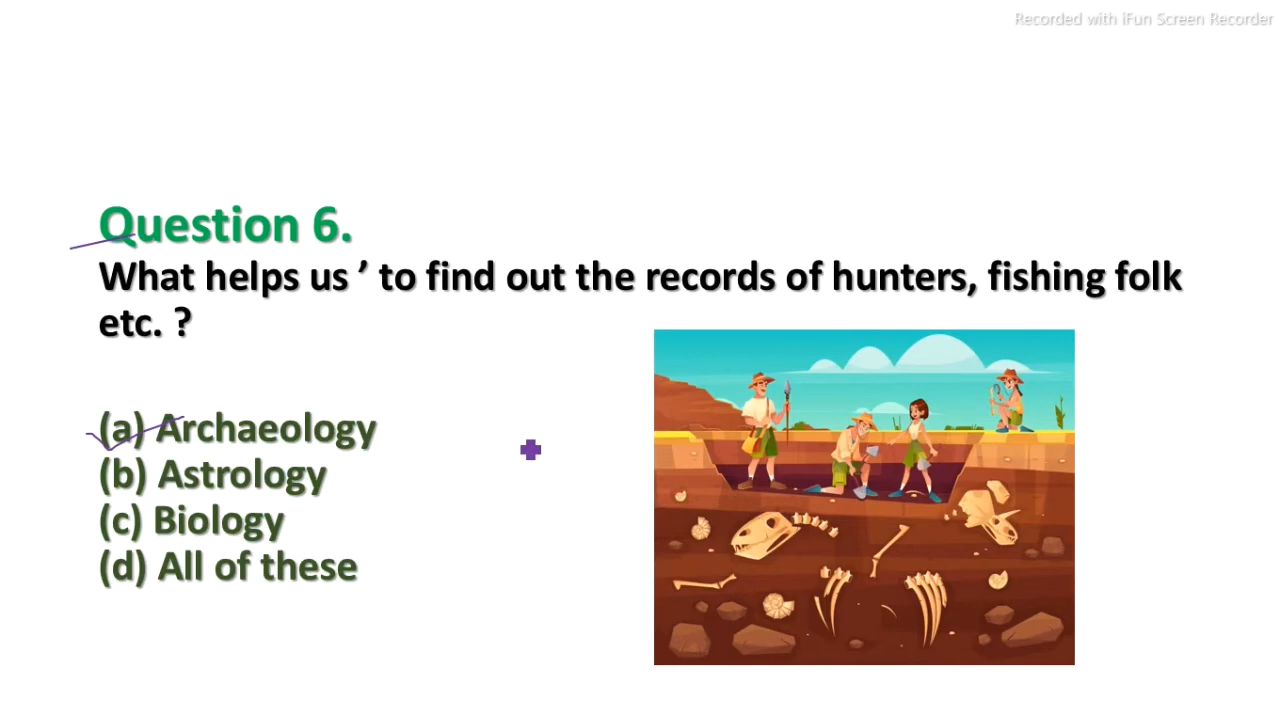 Recorded with iFun Screen Recorder
Question 6.
What helps us ’ to find out the records of hunters, fishing folk
etc. ?
(a) Archaeology
(b) Astrology
(c) Biology
(d) All of these